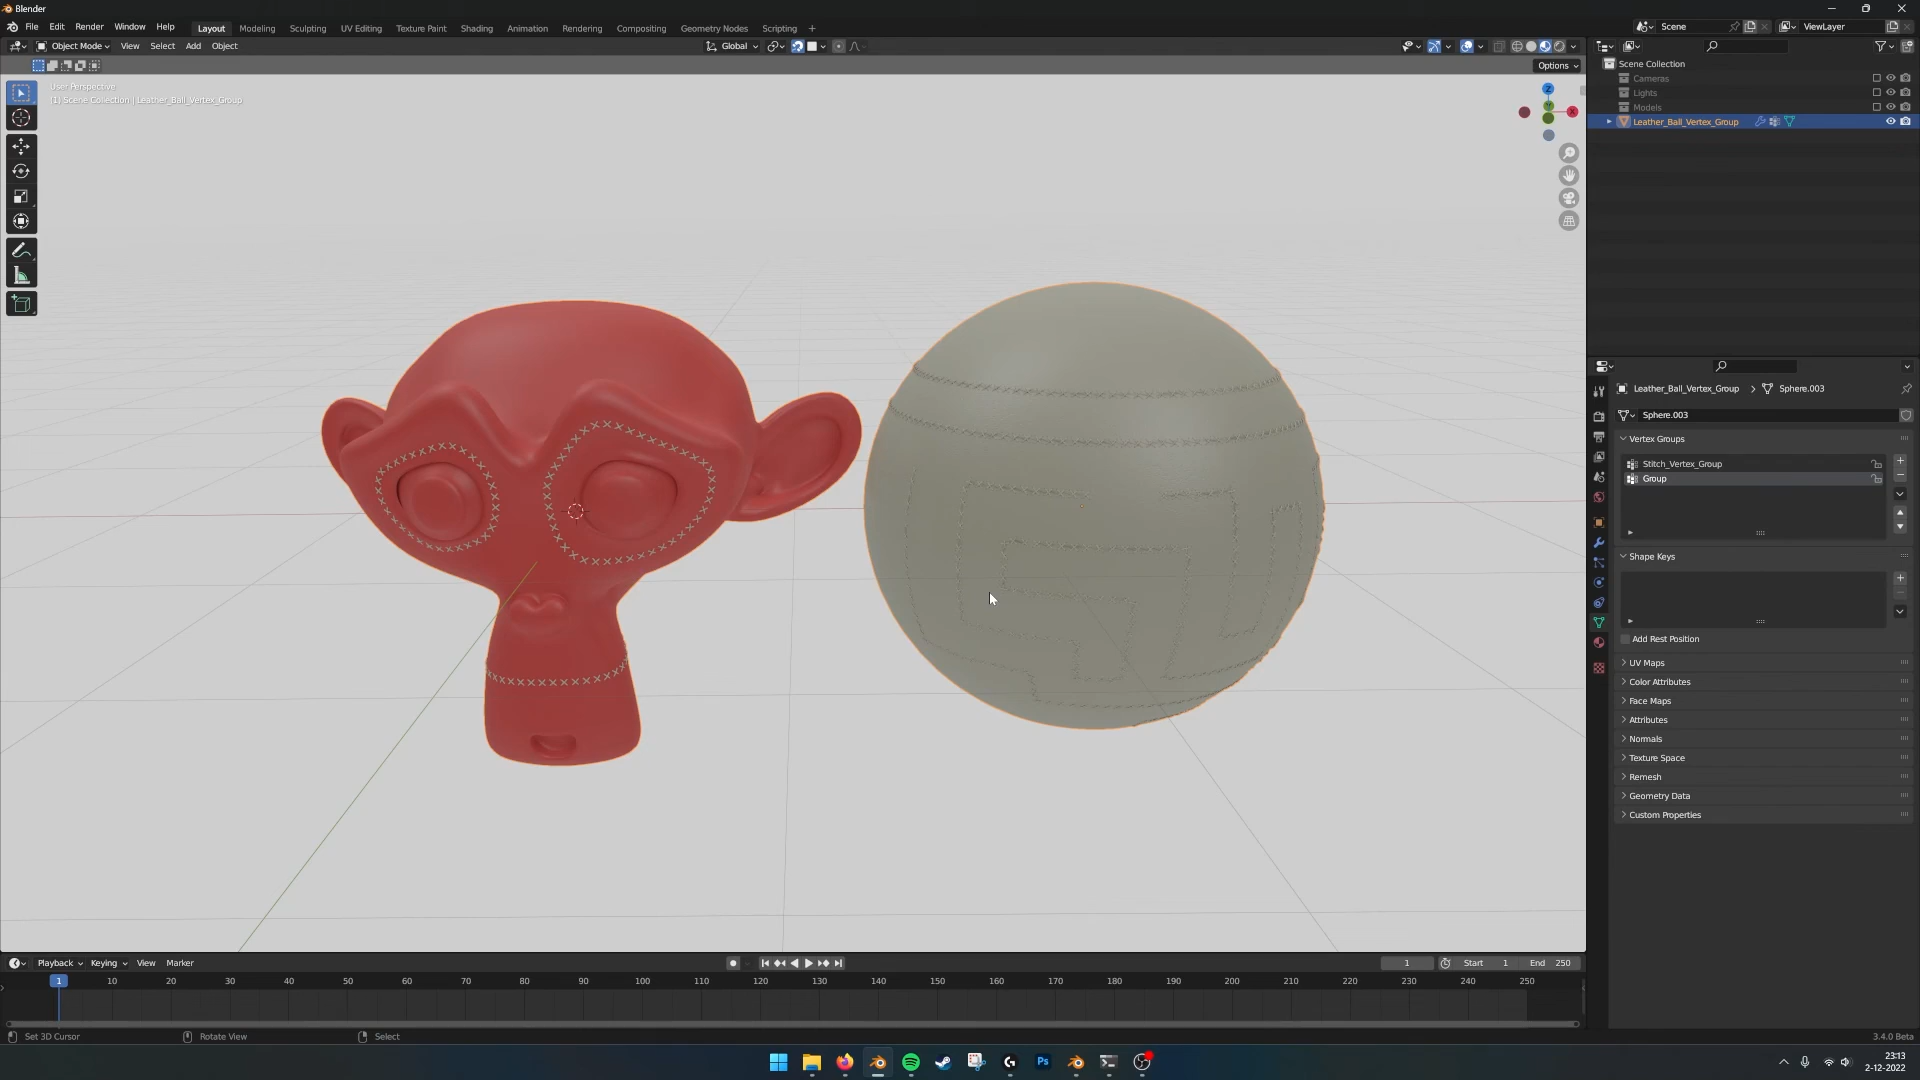 Blender
File Edit Render Window Help Layout Modeling Sculpting UV Editing Texture Paint Shading Animation Rendering Compositing Geometry Nodes Scripting + Scene ViewLayer
Object Mode View Select Add Object Global
Options
User Perspective
(1) Scene Collection | Leather_Ball_Vertex_Group
Z
Y
X
Scene Collection
Cameras
Lights
Models
Leather_Ball_Vertex_Group
Leather_Ball_Vertex_Group > Sphere.003
Sphere.003
Vertex Groups
Stitch_Vertex_Group
Group
Shape Keys
Add Rest Position
UV Maps
Color Attributes
Face Maps
Attributes
Normals
Texture Space
Remesh
Geometry Data
Custom Properties
Playback Keying View Marker 1 Start 1 End 250
1 10 20 30 40 50 60 70 80 90 100 110 120 130 140 150 160 170 180 190 200 210 220 230 240 250
Set 3D Cursor Rotate View Select 3.4.0 Beta
Ps
23:13
2-12-2022